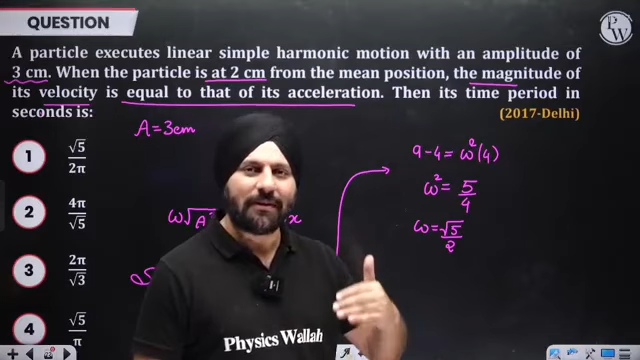 QUESTION
P
W
A particle executes linear simple harmonic motion with an amplitude of
3 cm. When the particle is at 2 cm from the mean position, the magnitude of
its velocity is equal to that of its acceleration. Then its time period in
seconds is:
(2017-Delhi)
A = 3cm
1 √5/2π
2 4π/√5
3 2π/√3
4 √5/π
9-4 = ω²(4)
ω² = 5/4
ω = √5/2
ω√A²
x
Physics Wallah